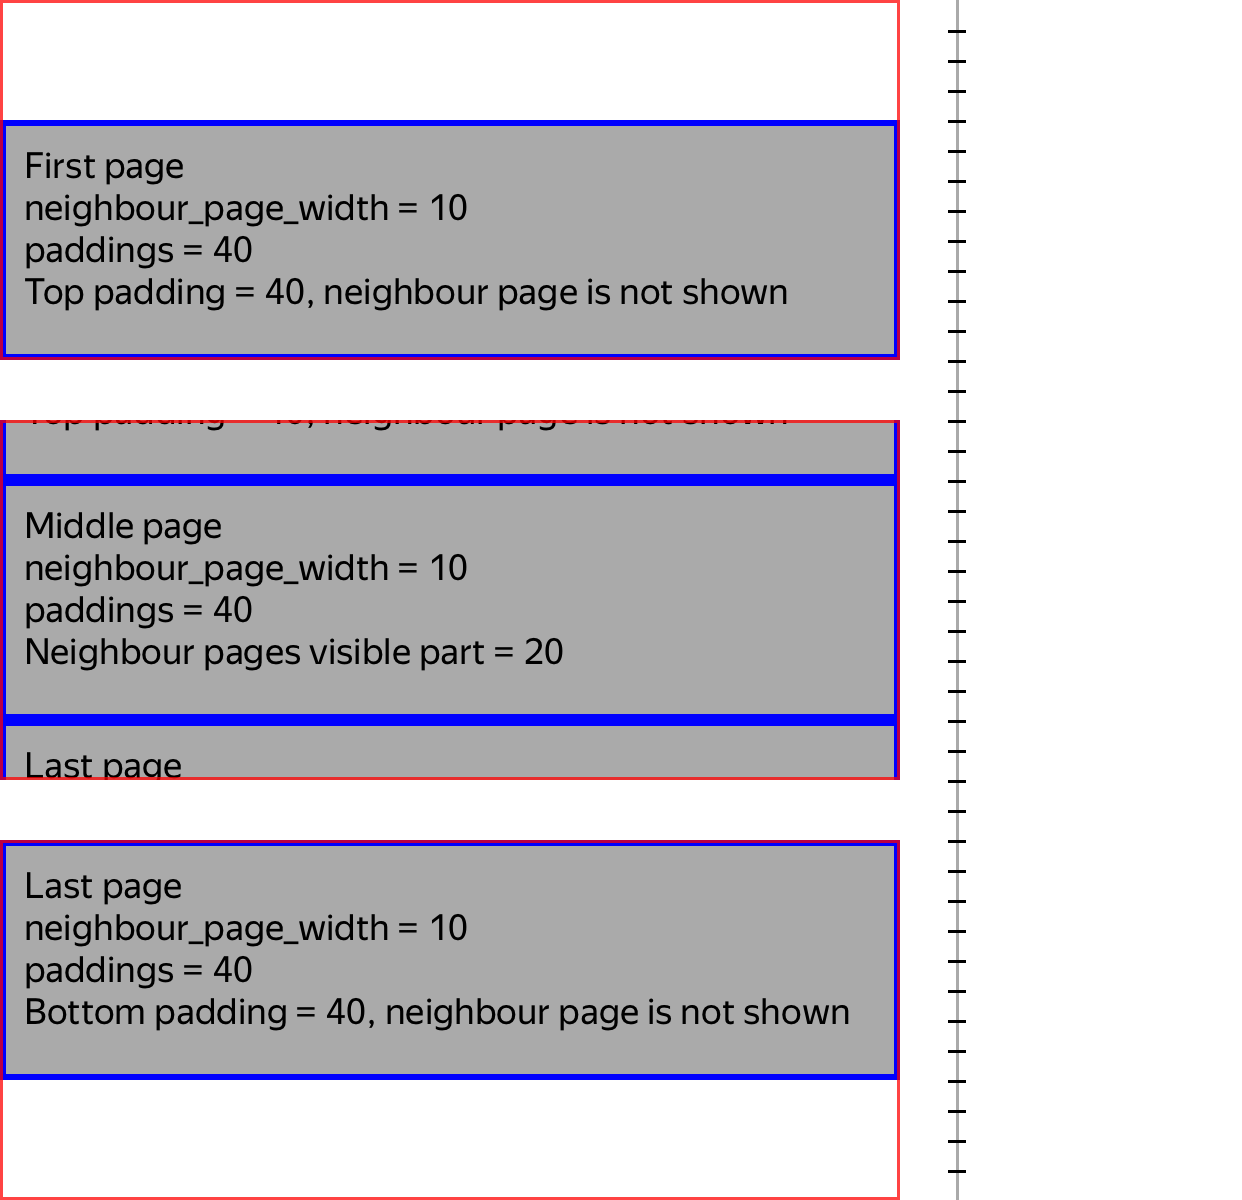 First page
neighbour_page_width = 10
paddings = 40
Top padding = 40, neighbour page is not shown
Middle page
neighbour_page_width = 10
paddings = 40
Neighbour pages visible part = 20
Last page
Last page
neighbour_page_width = 10
paddings = 40
Bottom padding = 40, neighbour page is not shown